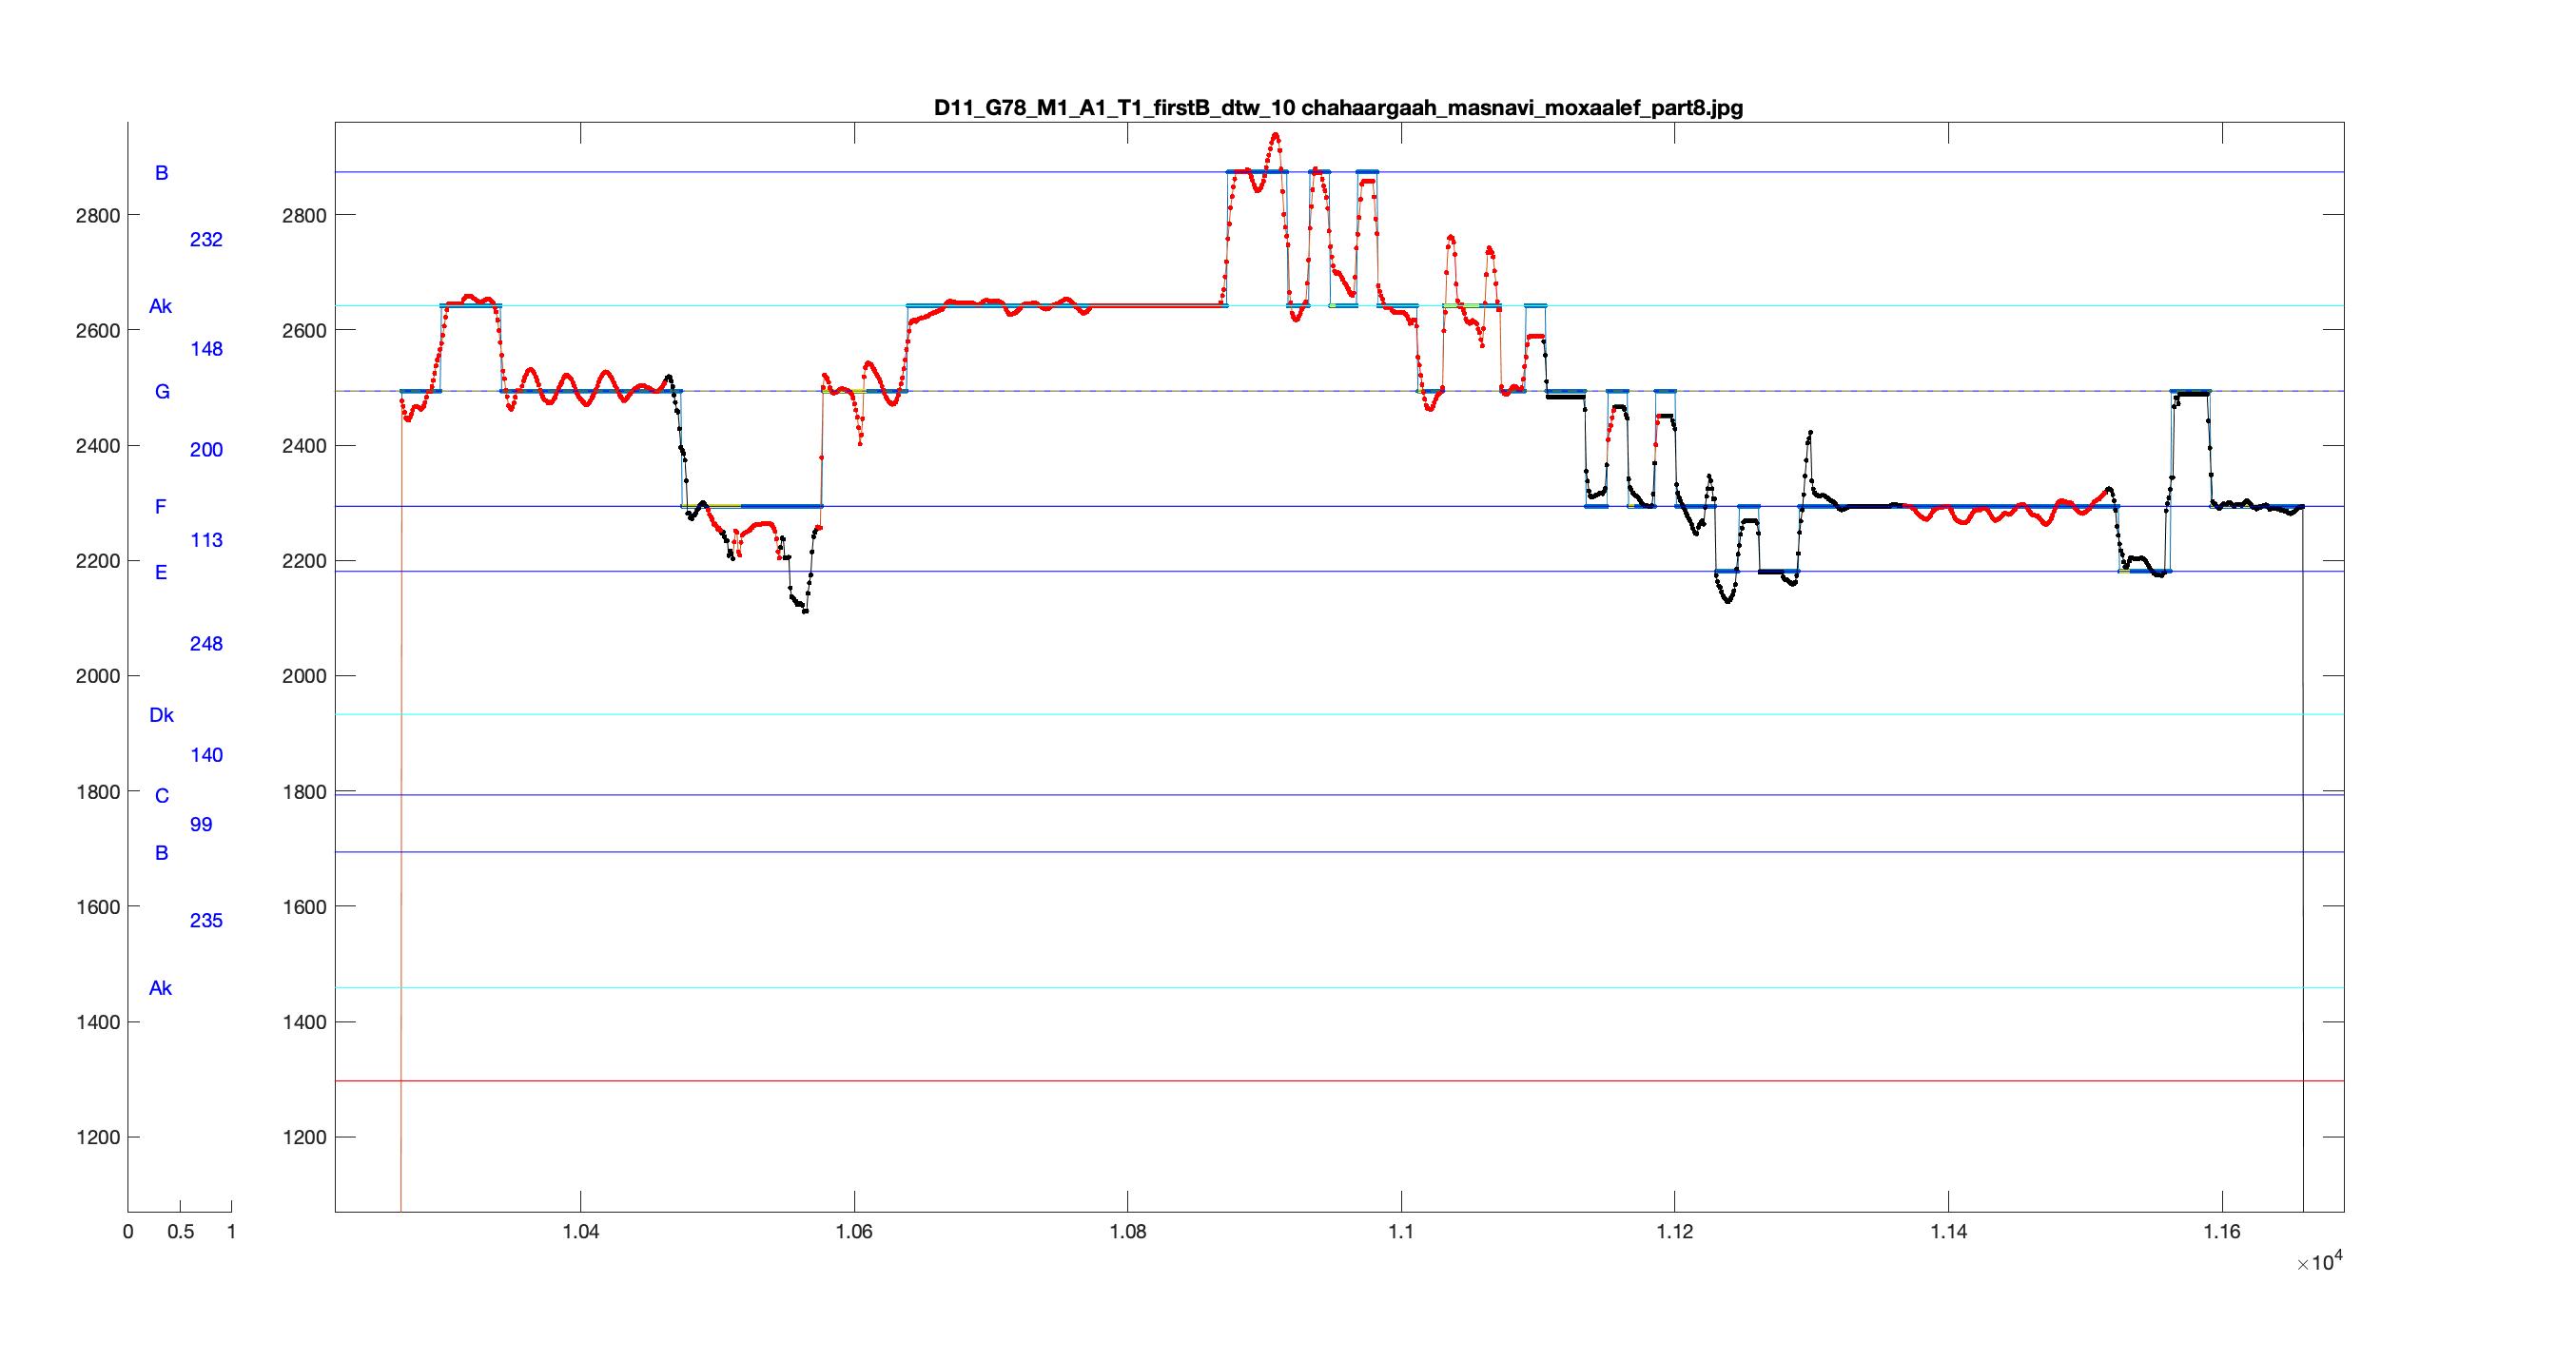 D11_G78_M1_A1_T1_firstB_dtw_10 chahaargaah_masnavi_moxaalef_part8.jpg
B
2800 2800
232
Ak
2600 2600
148
G
200
2400 2400
F
113
2200 2200
E
248
2000 2000
Dk
140
1800 C 1800
99
B
1600 235 1600
Ak
1400 1400
1200 1200
0 0.5 1 1.04 1.06 1.08 1.1 1.12 1.14 1.16
×10⁴